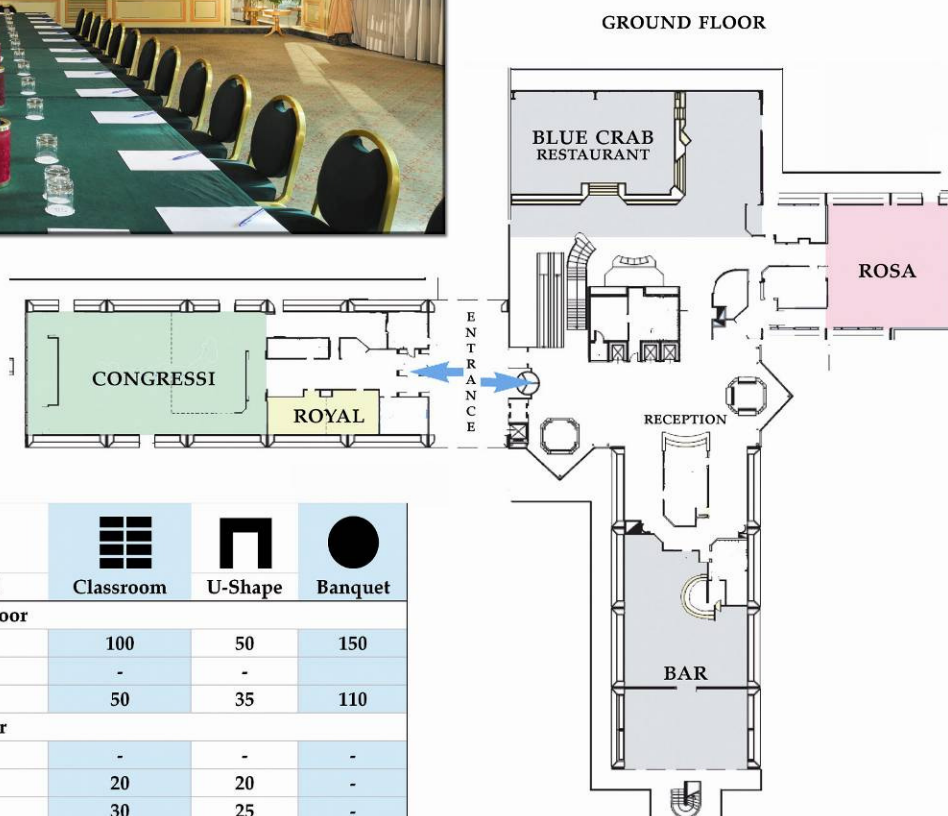 GROUND FLOOR
BLUE CRAB
RESTAURANT
ROSA
ENTRANCE
CONGRESSI
ROYAL
RECEPTION
BAR
Classroom U-Shape Banquet
oor
100 50 150
- -
50 35 110
r
- - -
20 20 -
30 25 -